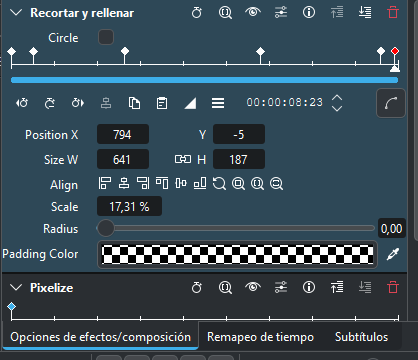 Recortar y rellenar
Circle
00:00:08:23
Position X 794 Y -5
Size W 641 H 187
Align
Scale 17,31 %
Radius 0,00
Padding Color
Pixelize
Opciones de efectos/composición Remapeo de tiempo Subtítulos